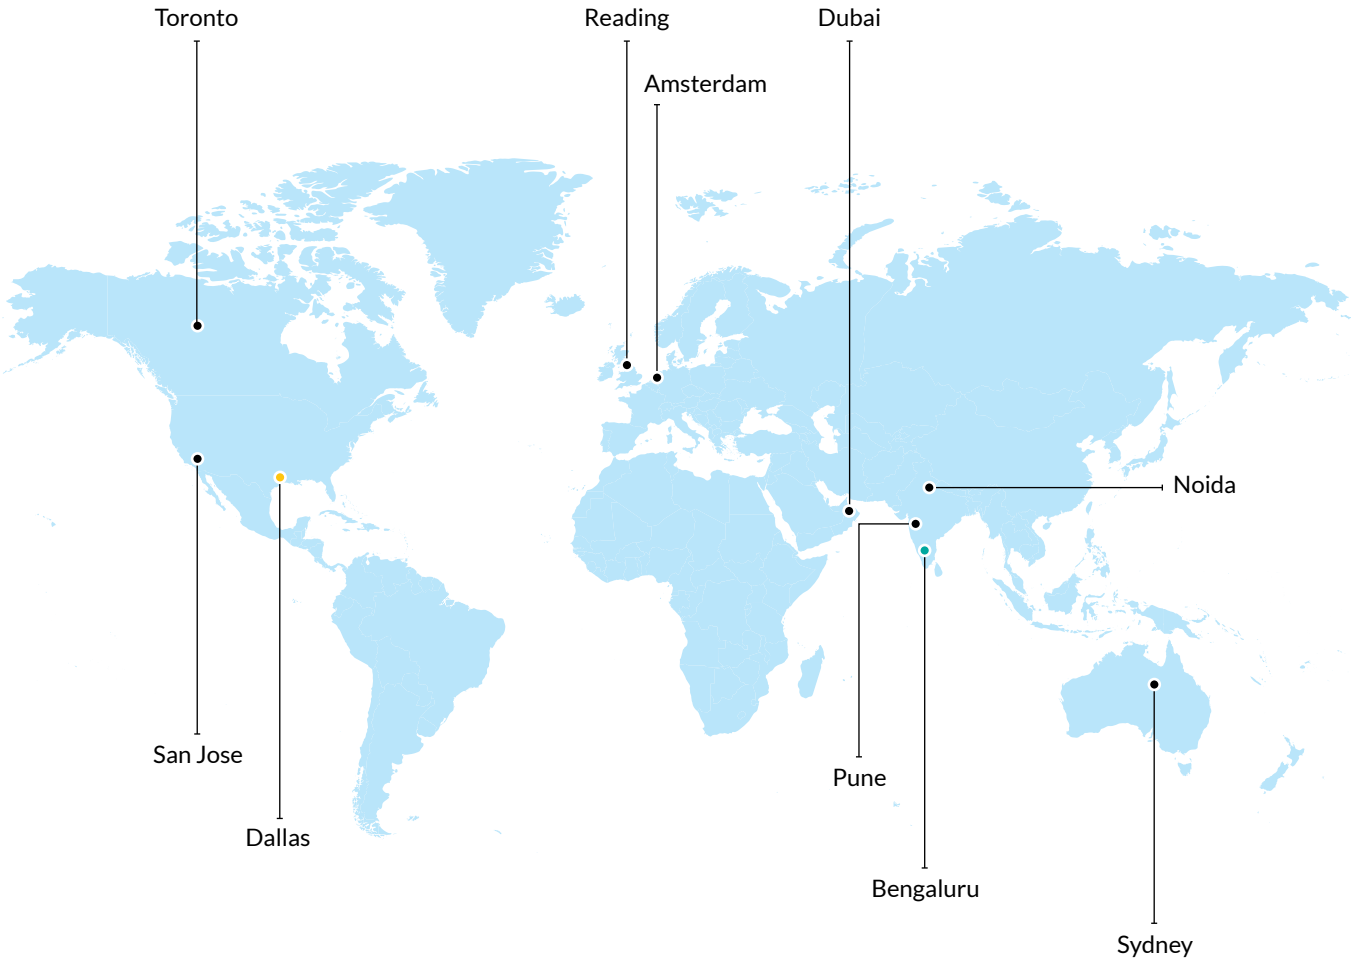 Toronto
Reading
Dubai
Amsterdam
Noida
San Jose
Pune
Dallas
Bengaluru
Sydney